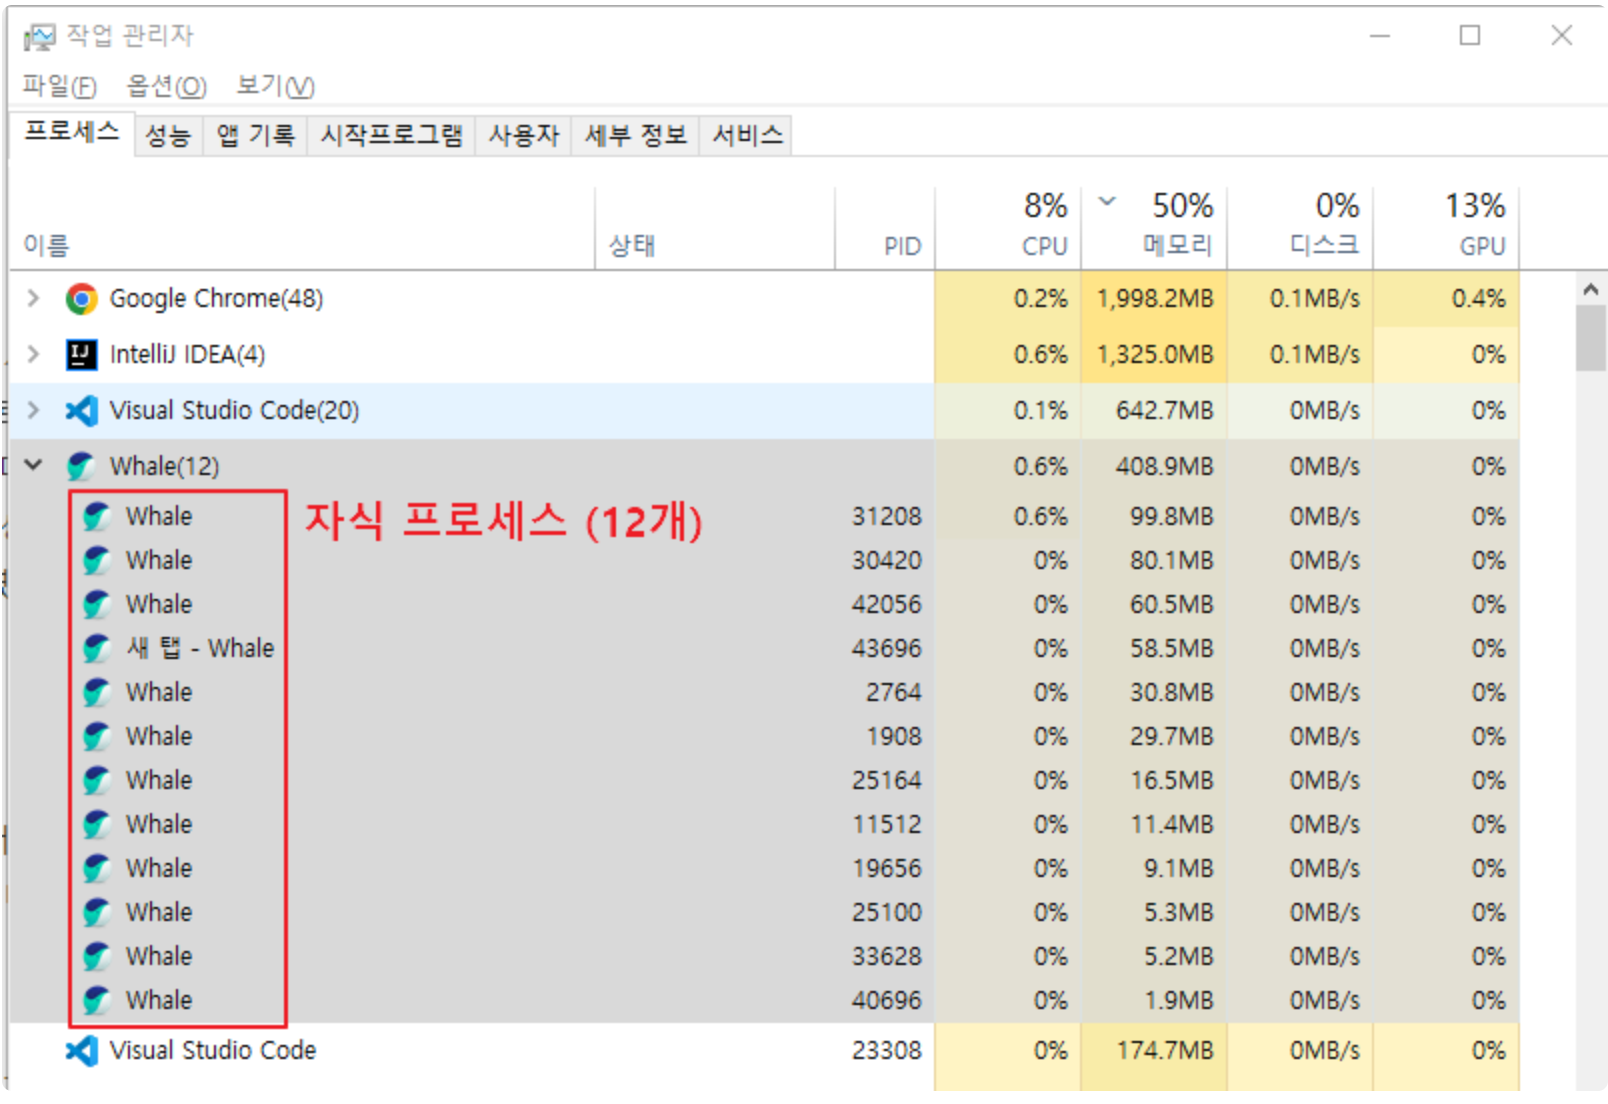 작업 관리자
파일(F) 옵션(O) 보기(V)
프로세스 성능 앱 기록 시작프로그램 사용자 세부 정보 서비스
8% 50% 0% 13%
이름 상태 PID CPU 메모리 디스크 GPU
Google Chrome(48) 0.2% 1,998.2MB 0.1MB/s 0.4%
IJ IntelliJ IDEA(4) 0.6% 1,325.0MB 0.1MB/s 0%
Visual Studio Code(20) 0.1% 642.7MB 0MB/s 0%
Whale(12) 0.6% 408.9MB 0MB/s 0%
Whale 자식 프로세스 (12개) 31208 0.6% 99.8MB 0MB/s 0%
Whale 30420 0% 80.1MB 0MB/s 0%
Whale 42056 0% 60.5MB 0MB/s 0%
새 탭 - Whale 43696 0% 58.5MB 0MB/s 0%
Whale 2764 0% 30.8MB 0MB/s 0%
Whale 1908 0% 29.7MB 0MB/s 0%
Whale 25164 0% 16.5MB 0MB/s 0%
Whale 11512 0% 11.4MB 0MB/s 0%
Whale 19656 0% 9.1MB 0MB/s 0%
Whale 25100 0% 5.3MB 0MB/s 0%
Whale 33628 0% 5.2MB 0MB/s 0%
Whale 40696 0% 1.9MB 0MB/s 0%
Visual Studio Code 23308 0% 174.7MB 0MB/s 0%